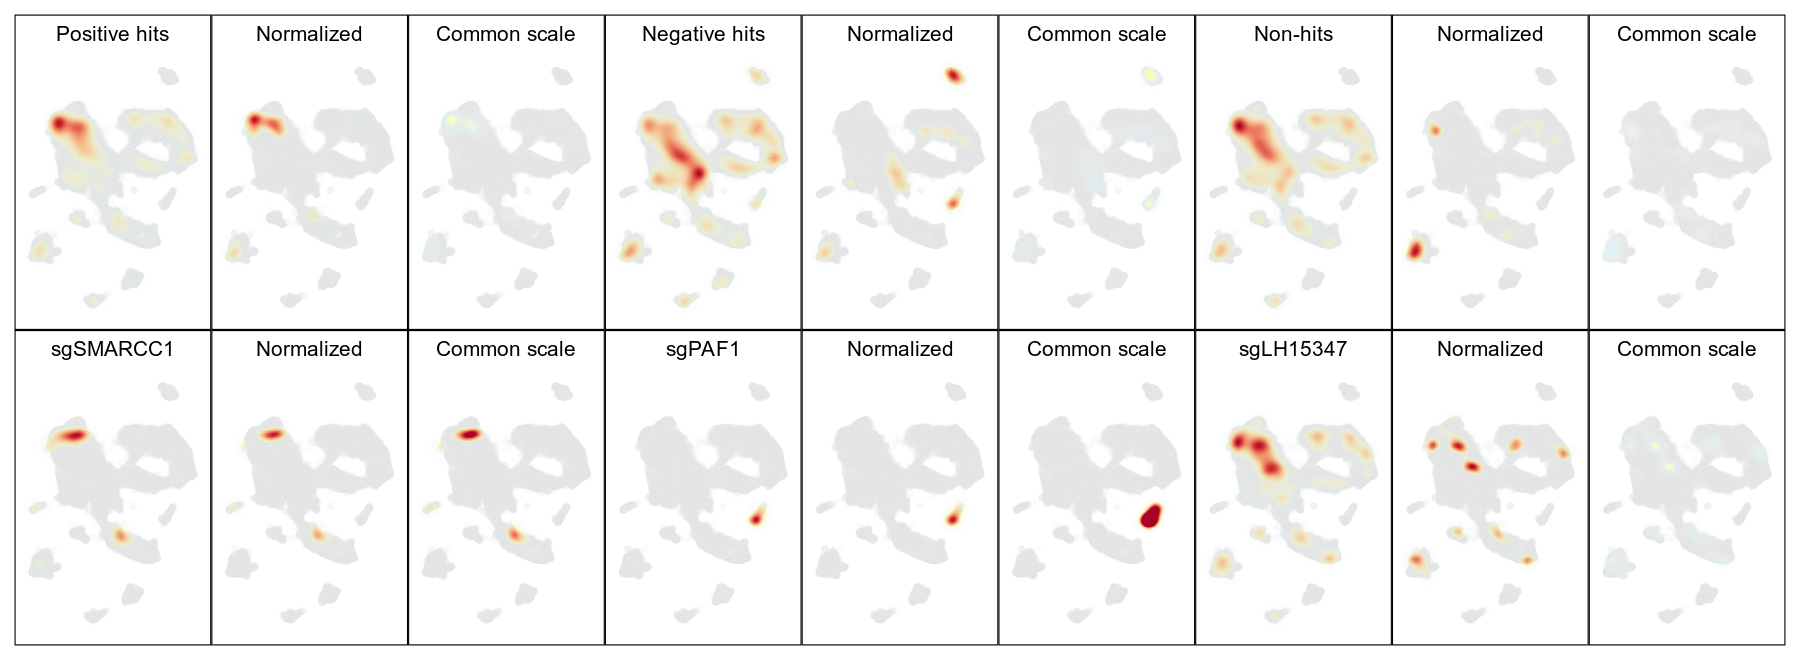 Positive hits
Normalized
Common scale
Negative hits
Normalized
Common scale
Non-hits
Normalized
Common scale
sgSMARCC1
Normalized
Common scale
sgPAF1
Normalized
Common scale
sgLH15347
Normalized
Common scale